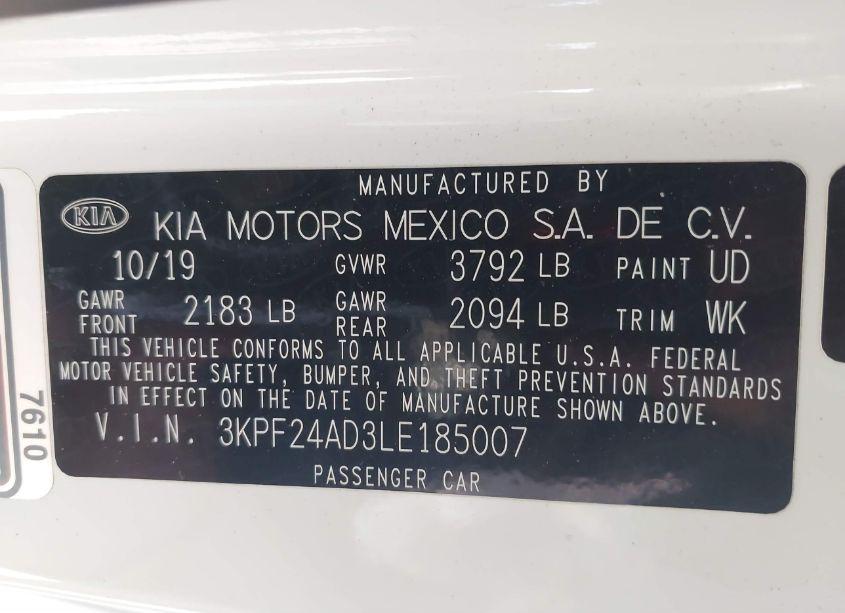 MANUFACTURED BY
KIA KIA MOTORS MEXICO S.A. DE C.V.
10/19 GVWR 3792 LB PAINT UD
GAWR FRONT 2183 LB GAWR REAR 2094 LB TRIM WK
THIS VEHICLE CONFORMS TO ALL APPLICABLE U.S.A. FEDERAL
MOTOR VEHICLE SAFETY, BUMPER, AND THEFT PREVENTION STANDARDS
IN EFFECT ON THE DATE OF MANUFACTURE SHOWN ABOVE.
V.I.N. 3KPF24AD3LE185007
PASSENGER CAR
7610